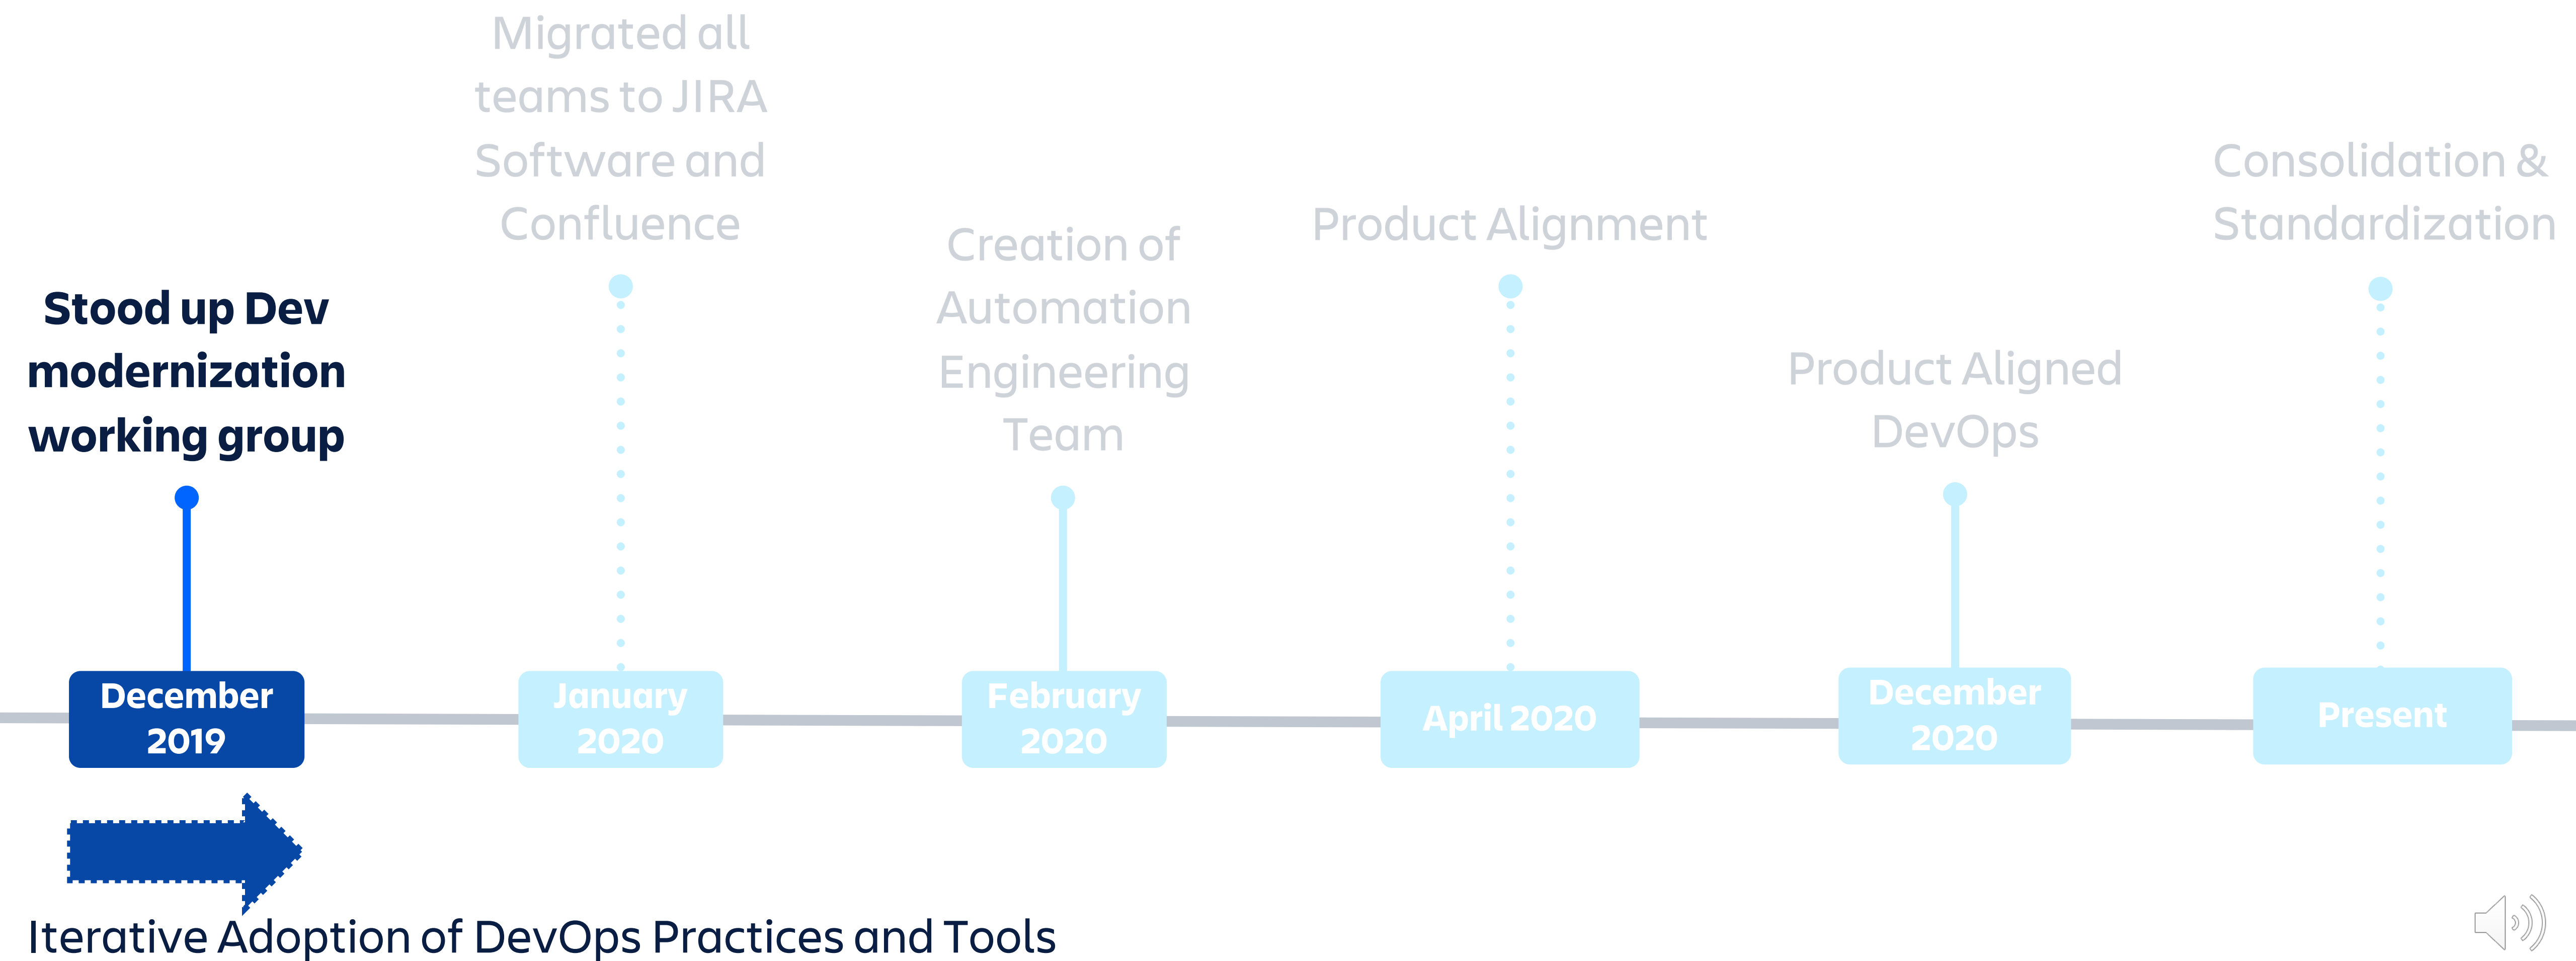 Stood up Dev
modernization
working group
December
2019
Migrated all
teams to JIRA
Software and
Confluence
January
2020
Creation of
Automation
Engineering
Team
February
2020
Product Alignment
April 2020
Product Aligned
DevOps
December
2020
Consolidation &
Standardization
Present
Iterative Adoption of DevOps Practices and Tools